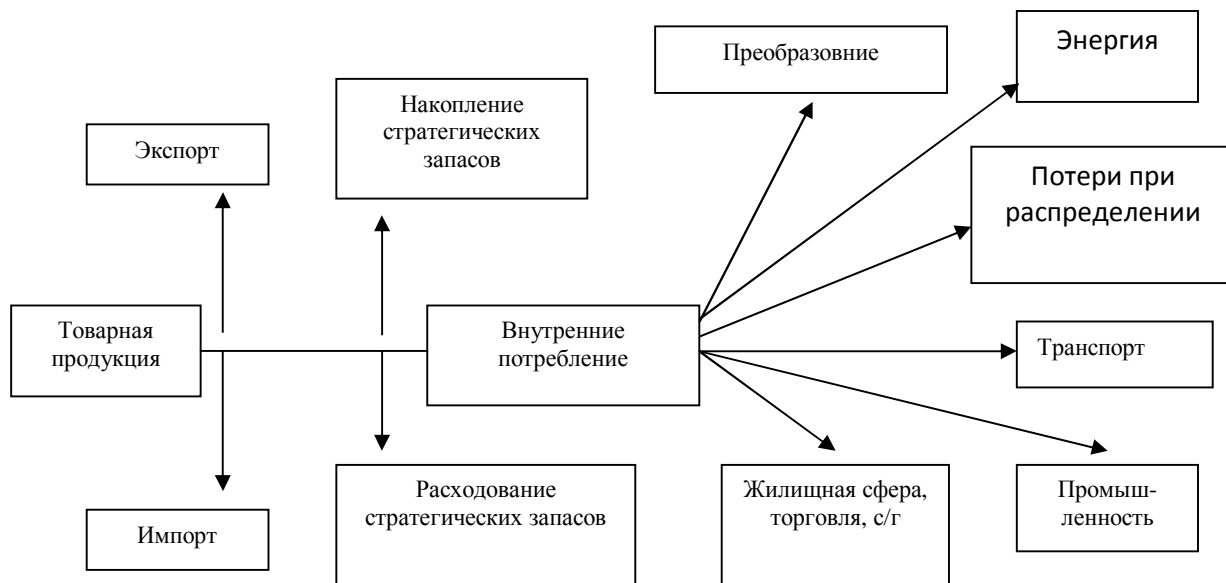 Преобразовние
Энергия
Накопление
стратегических
запасов
Экспорт
Потери при
распределении
Товарная
продукция
Внутренние
потребление
Транспорт
Импорт
Расходование
стратегических запасов
Жилищная сфера,
торговля, с/г
Промыш-
ленность